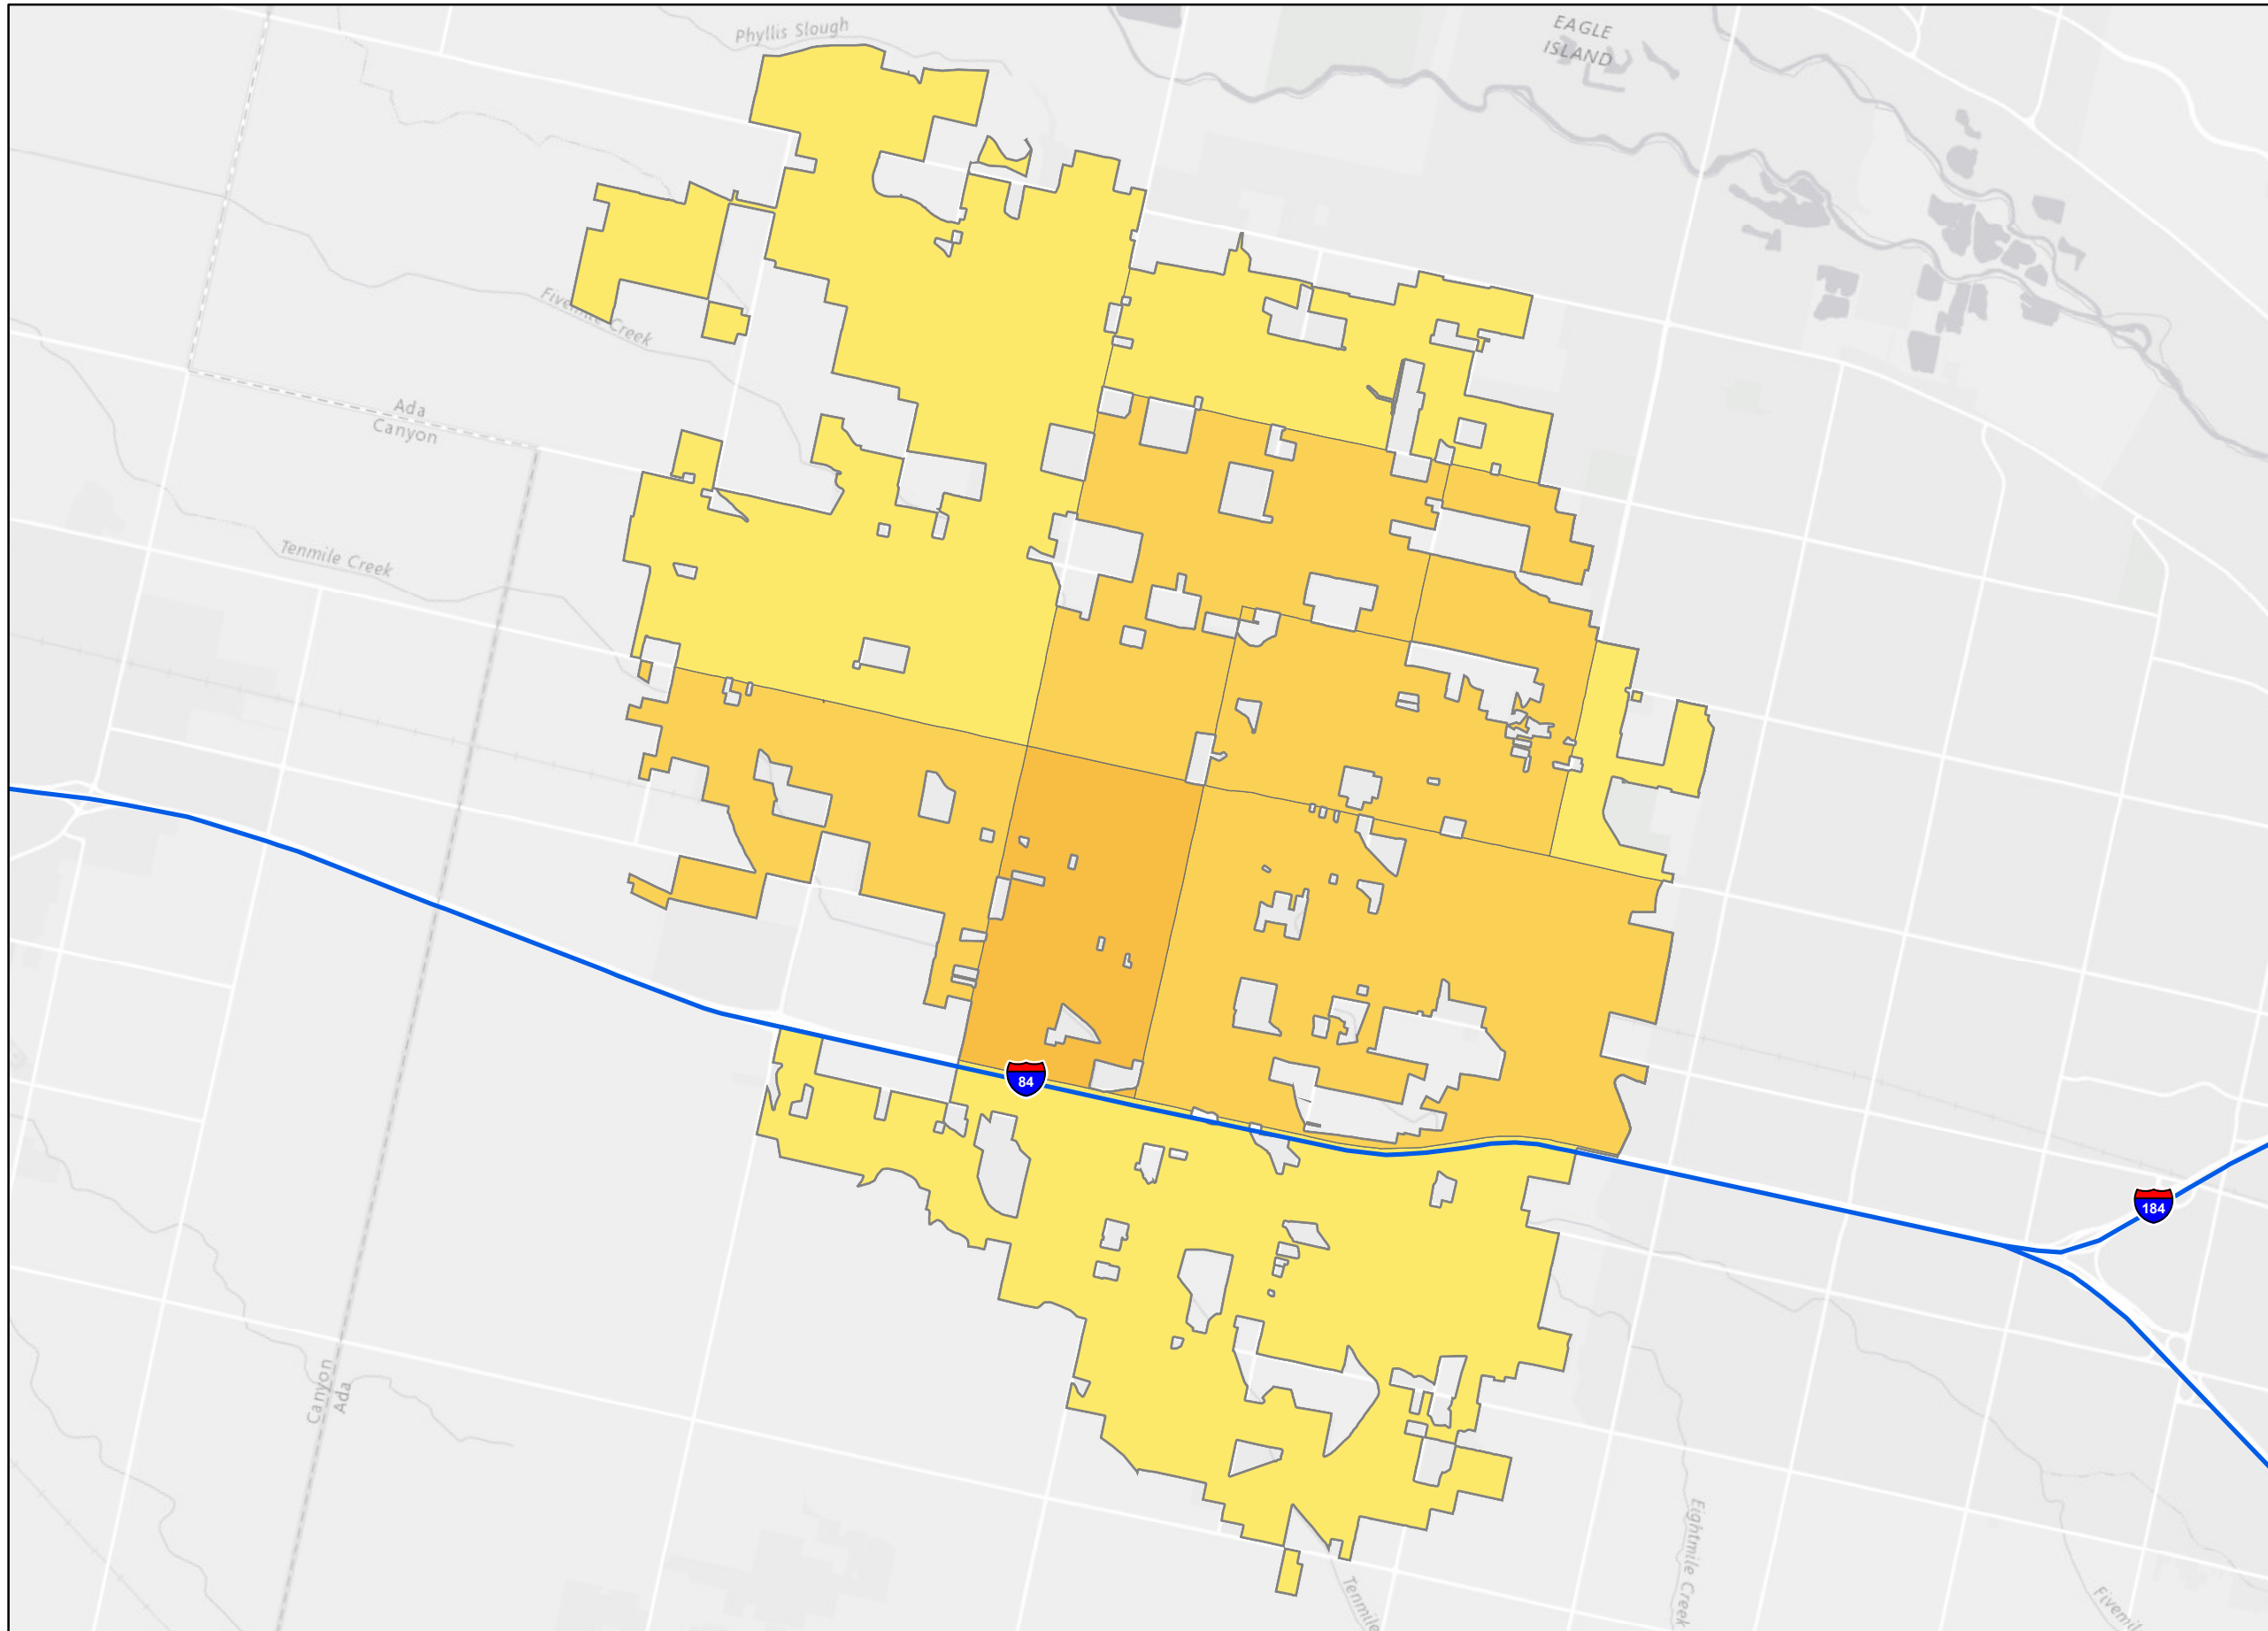 Phyllis Slough
EAGLE
ISLAND
Fivemile Creek
Ada
Canyon
Tenmile Creek
84
184
Canyon
Ada
Eightmile Creek
Tenmile
Fivemil